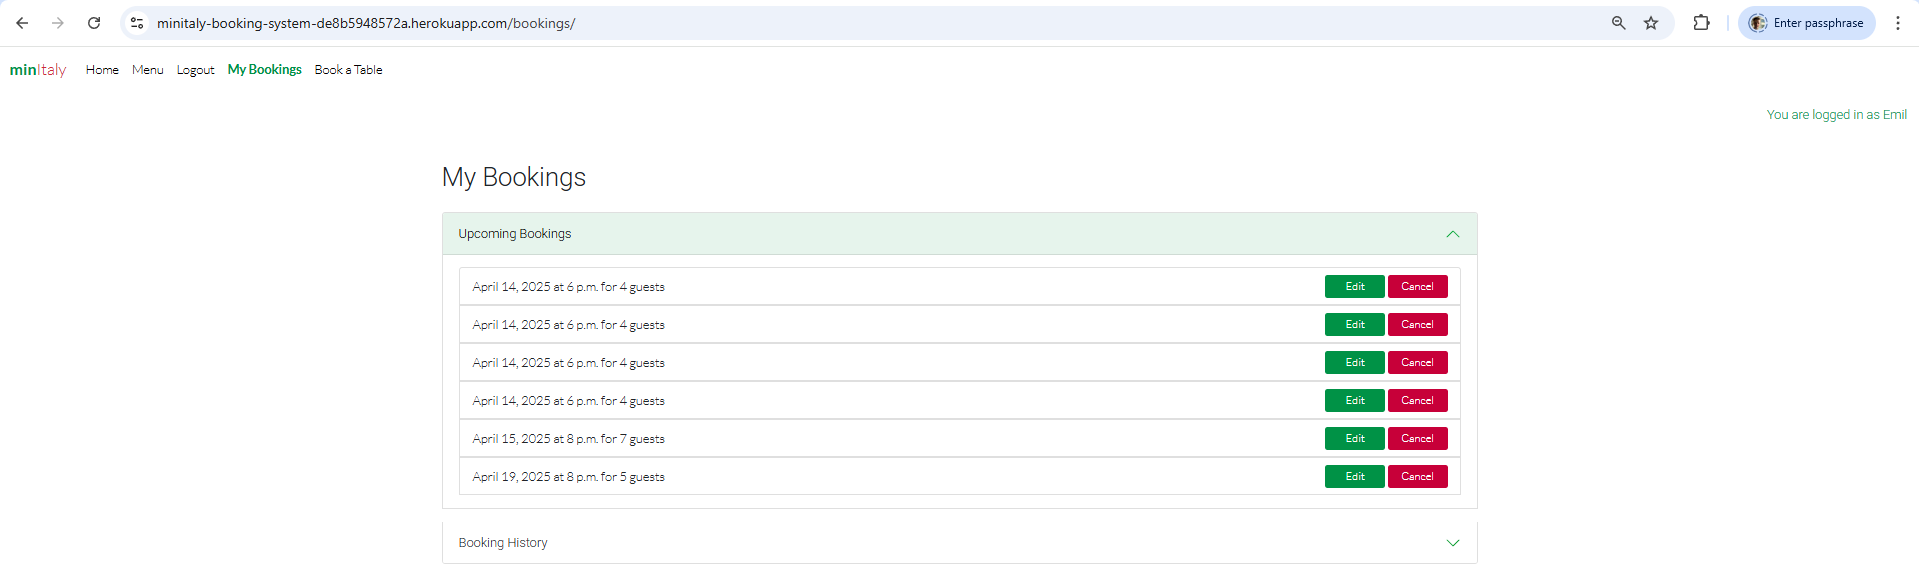 minitaly-booking-system-de8b5948572a.herokuapp.com/bookings/
Enter passphrase
minItaly Home Menu Logout My Bookings Book a Table
You are logged in as Emil
My Bookings
Upcoming Bookings
April 14, 2025 at 6 p.m. for 4 guests Edit Cancel
April 14, 2025 at 6 p.m. for 4 guests Edit Cancel
April 14, 2025 at 6 p.m. for 4 guests Edit Cancel
April 14, 2025 at 6 p.m. for 4 guests Edit Cancel
April 15, 2025 at 8 p.m. for 7 guests Edit Cancel
April 19, 2025 at 8 p.m. for 5 guests Edit Cancel
Booking History